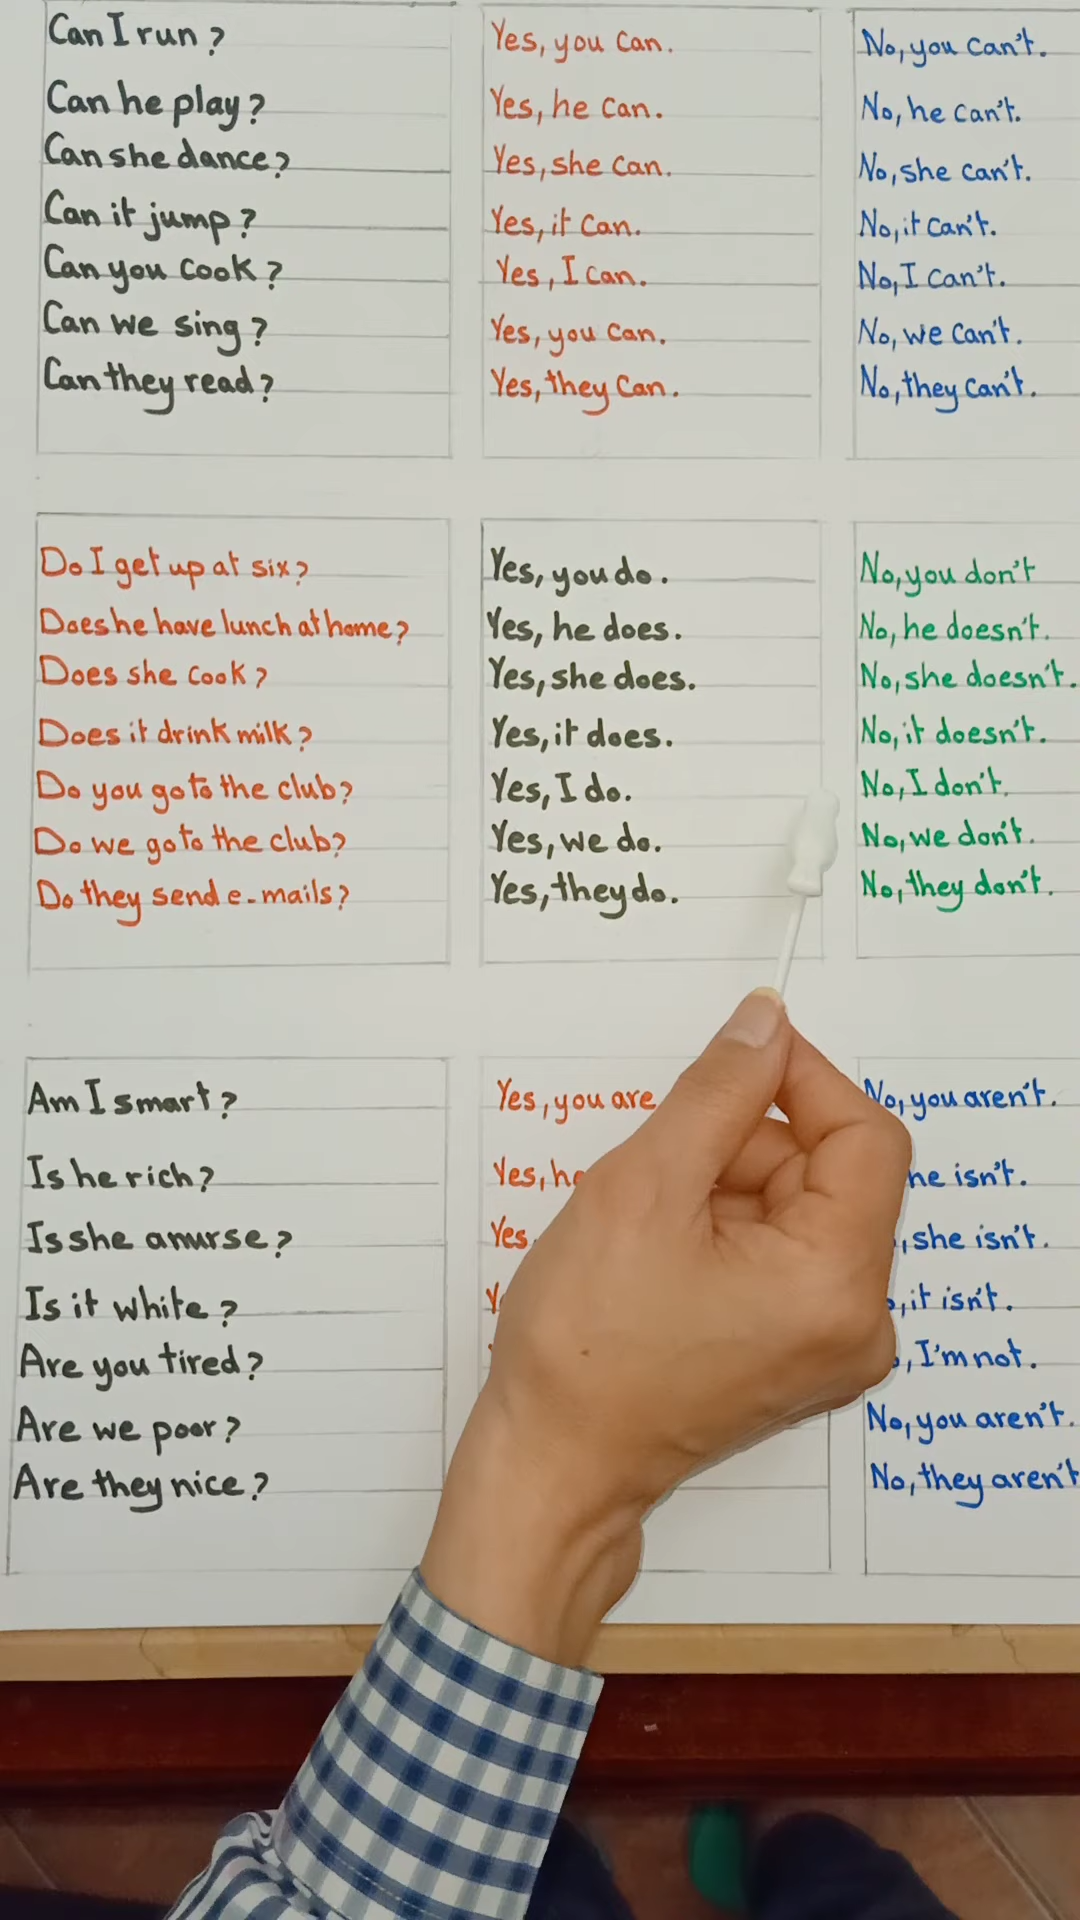 Can I run? Yes, you can. No, you can't.
Can he play? Yes, he can. No, he can't.
Can she dance? Yes, she can. No, she can't.
Can it jump? Yes, it can. No, it can't.
Can you cook? Yes, I can. No, I can't.
Can we sing? Yes, you can. No, we can't.
Can they read? Yes, they can. No, they can't.
Do I get up at six? Yes, you do. No, you don't
Does he have lunch at home? Yes, he does. No, he doesn't.
Does she cook? Yes, she does. No, she doesn't.
Does it drink milk? Yes, it does. No, it doesn't.
Do you go to the club? Yes, I do. No, I don't.
Do we go to the club? Yes, we do. No, we don't.
Do they send e-mails? Yes, they do. No, they don't.
Am I smart? Yes, you are No, you aren't.
Is he rich? Yes, he he isn't.
Is she a nurse? Yes, , she isn't.
Is it white? , it isn't.
Are you tired? , I'm not.
Are we poor? No, you aren't.
Are they nice? No, they aren't